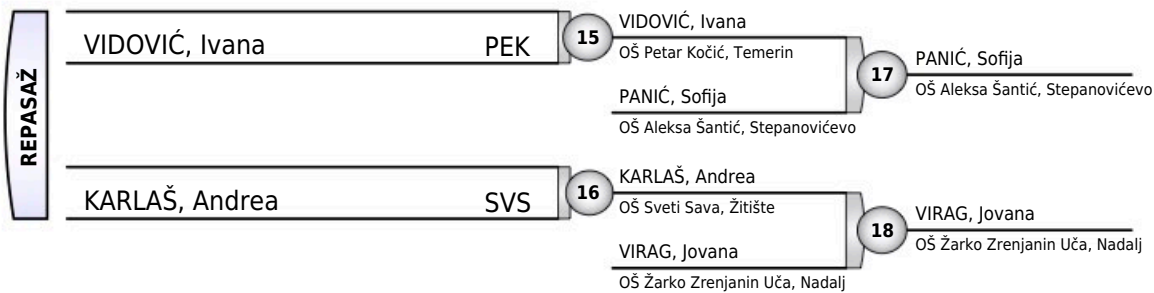 REPASAŽ
VIDOVIĆ, Ivana PEK
15
VIDOVIĆ, Ivana
OŠ Petar Kočić, Temerin
PANIĆ, Sofija
OŠ Aleksa Šantić, Stepanovićevo
17
PANIĆ, Sofija
OŠ Aleksa Šantić, Stepanovićevo
KARLAŠ, Andrea SVS
16
KARLAŠ, Andrea
OŠ Sveti Sava, Žitište
VIRAG, Jovana
OŠ Žarko Zrenjanin Uča, Nadalj
18
VIRAG, Jovana
OŠ Žarko Zrenjanin Uča, Nadalj